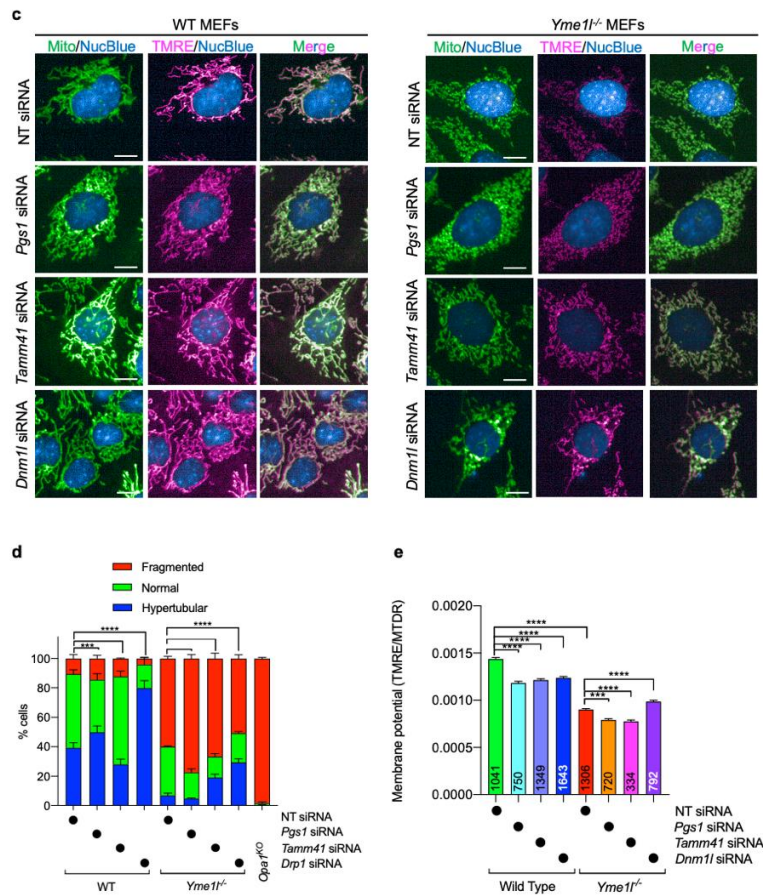 c
WT MEFs
Yme1l-/- MEFs
Mito/NucBlue TMRE/NucBlue Merge
Mito/NucBlue TMRE/NucBlue Merge
NT siRNA
Pgs1 siRNA
Tamm41 siRNA
Dnm1l siRNA
NT siRNA
Pgs1 siRNA
Tamm41 siRNA
Dnm1l siRNA
d
Fragmented
Normal
Hypertubular
****
***
****
100
80
60
40
20
0
% cells
NT siRNA
Pgs1 siRNA
Tamm41 siRNA
Drp1 siRNA
WT
Yme1l-/-
Opa1KO
e
0.0020
0.0015
0.0010
0.0005
0.0000
Membrane potential (TMRE/MTDR)
****
****
****
****
****
****
***
1041
750
1349
1643
1306
720
334
792
NT siRNA
Pgs1 siRNA
Tamm41 siRNA
Dnm1l siRNA
Wild Type
Yme1l-/-